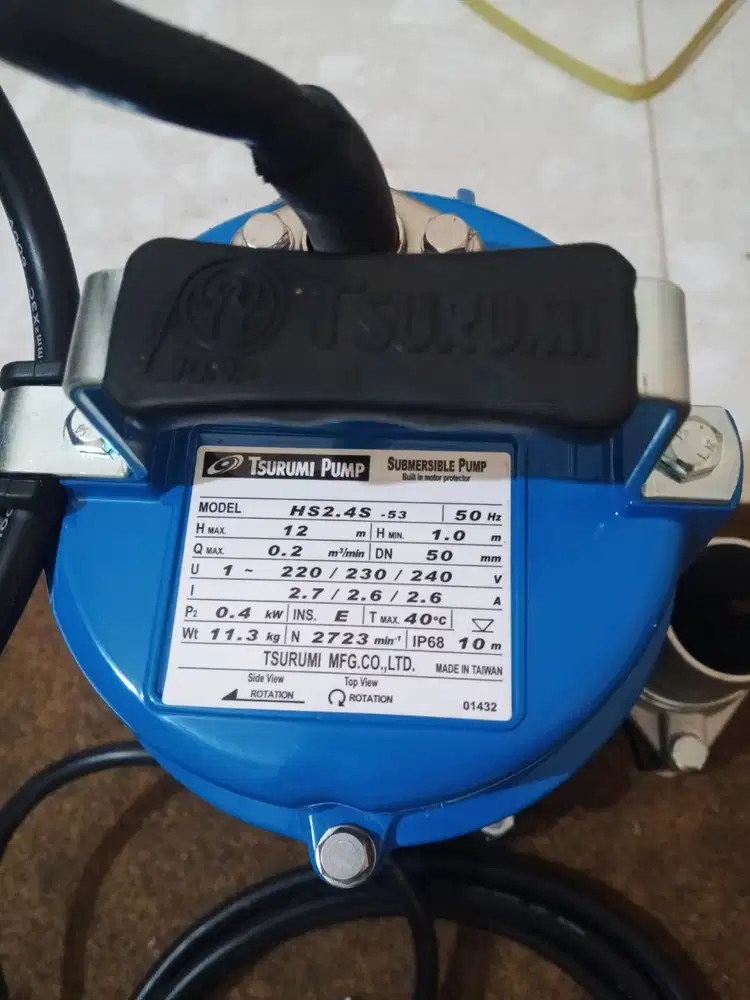 TSURUMI
TSURUMI PUMP SUBMERSIBLE PUMP
Built in motor protector
MODEL HS2.4S -53 50 Hz
H MAX. 12 m H MIN. 1.0 m
Q MAX. 0.2 m³/min DN 50 mm
U 1 ~ 220 / 230 / 240 V
I 2.7 / 2.6 / 2.6 A
P2 0.4 kW INS. E T MAX. 40°C
Wt 11.3 kg N 2723 min⁻¹ IP68 10 m
TSURUMI MFG.CO.,LTD. MADE IN TAIWAN
Side View Top View
ROTATION ROTATION
01432